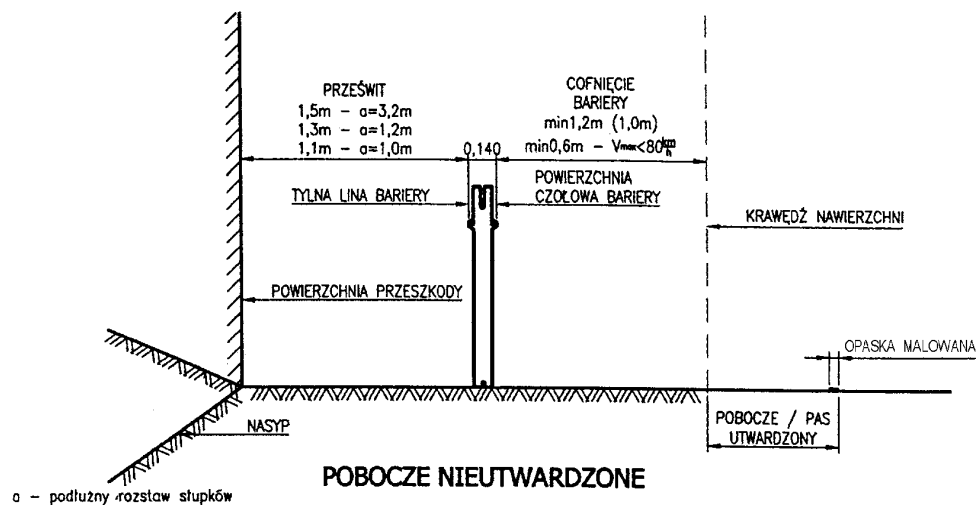 PRZEŚWIT
1,5m – a=3,2m
1,3m – a=1,2m
1,1m – a=1,0m
0,140
COFNIĘCIE
BARIERY
min1,2m (1,0m)
min0,6m – Vmax<80 km/h
TYLNA LINA BARIERY
POWIERZCHNIA
CZOŁOWA BARIERY
KRAWĘDŹ NAWIERZCHNI
POWIERZCHNIA PRZESZKODY
OPASKA MALOWANA
NASYP
POBOCZE / PAS
UTWARDZONY
POBOCZE NIEUTWARDZONE
a – podłużny rozstaw słupków